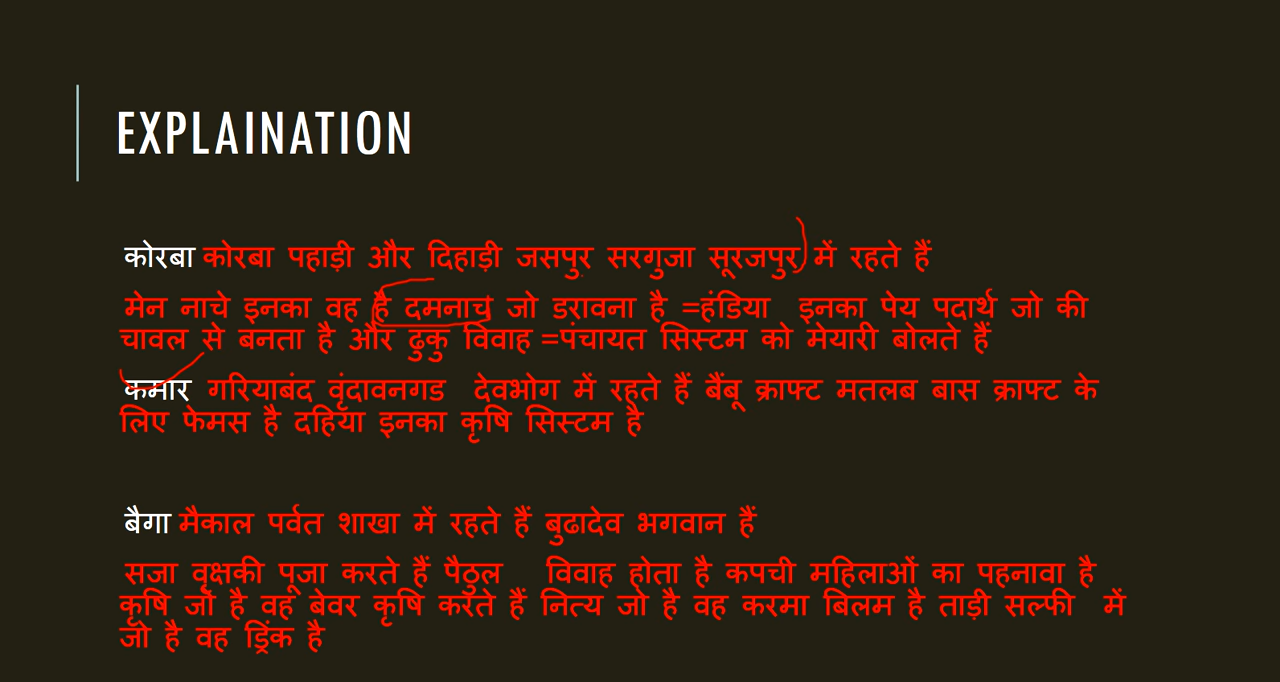 EXPLAINATION
कोरबा कोरबा पहाड़ी और दिहाड़ी जसपुर सरगुजा सूरजपुर में रहते हैं
मेन नाचे इनका वह है दमनाच जो डरावना है =हंडिया इनका पेय पदार्थ जो की
चावल से बनता है और ढुकु विवाह =पंचायत सिस्टम को मेयारी बोलते हैं
कमार गरियाबंद वृंदावनगड देवभोग में रहते हैं बैंबू क्राफ्ट मतलब बास क्राफ्ट के
लिए फेमस है दहिया इनका कृषि सिस्टम है
बैगा मैकाल पर्वत शाखा में रहते हैं बुढादेव भगवान हैं
सजा वृक्षकी पूजा करते हैं पैठुल विवाह होता है कपची महिलाओं का पहनावा है
कृषि जो है वह बेवर कृषि करते हैं नित्य जो है वह करमा बिलम है ताड़ी सल्फी में
जो है वह ड्रिंक है